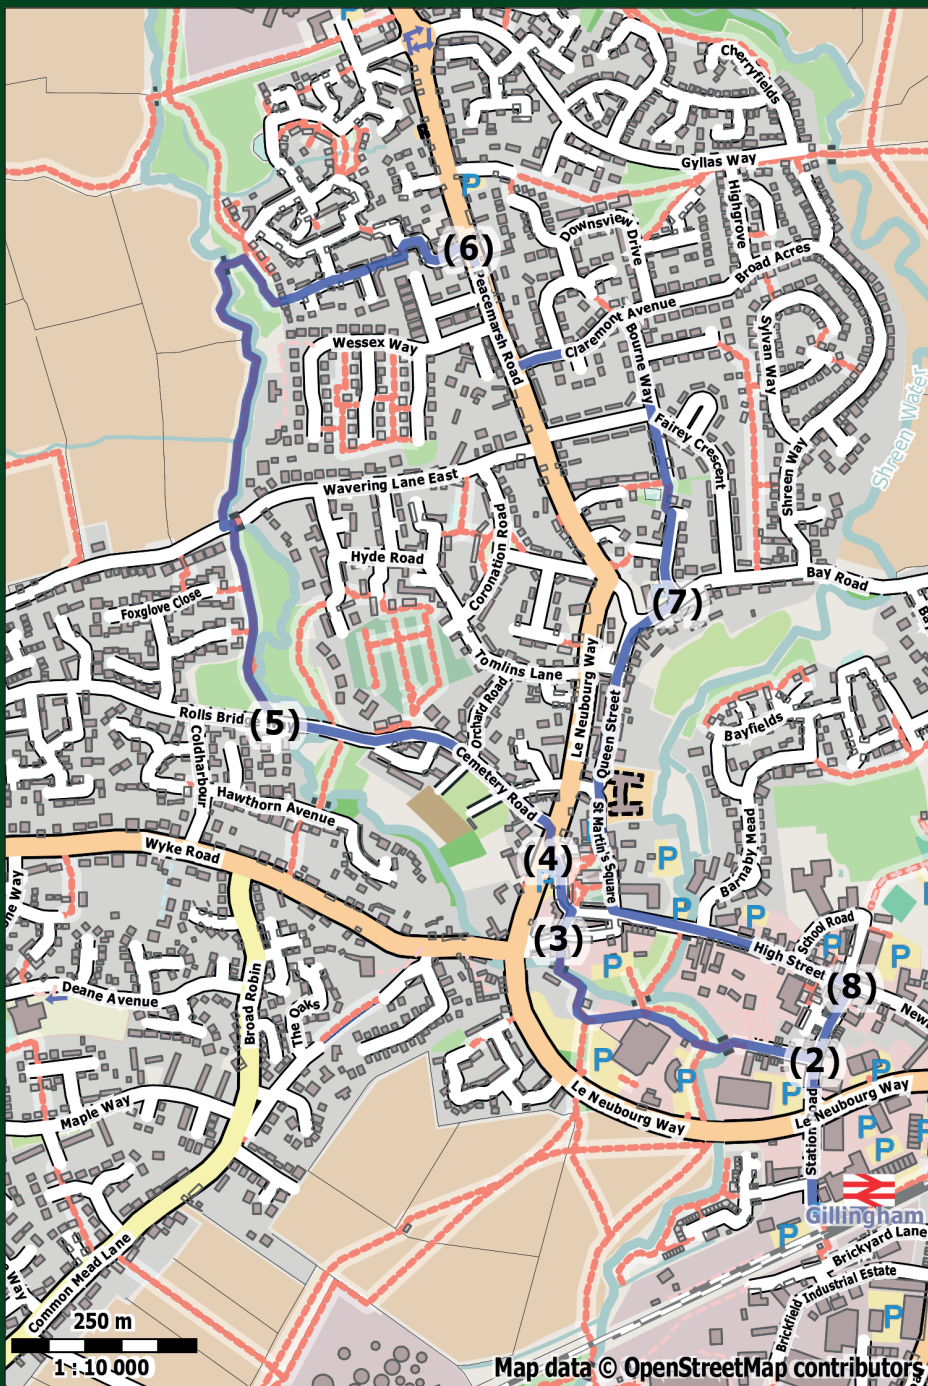 P
Cherryfields
Gyllas Way
P
Highgrove
Downsview Drive
(6)
Broad Acres
Peacemarsh Road
Claremont Avenue
Sylvan Way
Wessex Way
Bourne Way
Shreen Water
Fairey Crescent
Shreen Way
Wavering Lane East
Coronation Road
Hyde Road
Bay Road
Foxglove Close
(7)
Tomlins Lane
Le Neubourg Way
Orchard Road
Queen Street
Rolls Bridge
(5)
Bayfields
Coldharbour
Cemetery Road
Hawthorn Avenue
St Martin's Square
Barnaby Mead
Wyke Road
(4)
P
P
P
School Road
(3)
High Street
P
P
P
(8)
Deane Avenue
Broad Robin
The Oaks
(2)
P
P
P
P
Le Neubourg Way
Le Neubourg Way
Maple Way
P
P
P
Station Road
Gillingham
P
Common Mead Lane
Brickyard Lane
Brickfield Industrial Estate
P
250 m
1 : 10 000
Map data © OpenStreetMap contributors